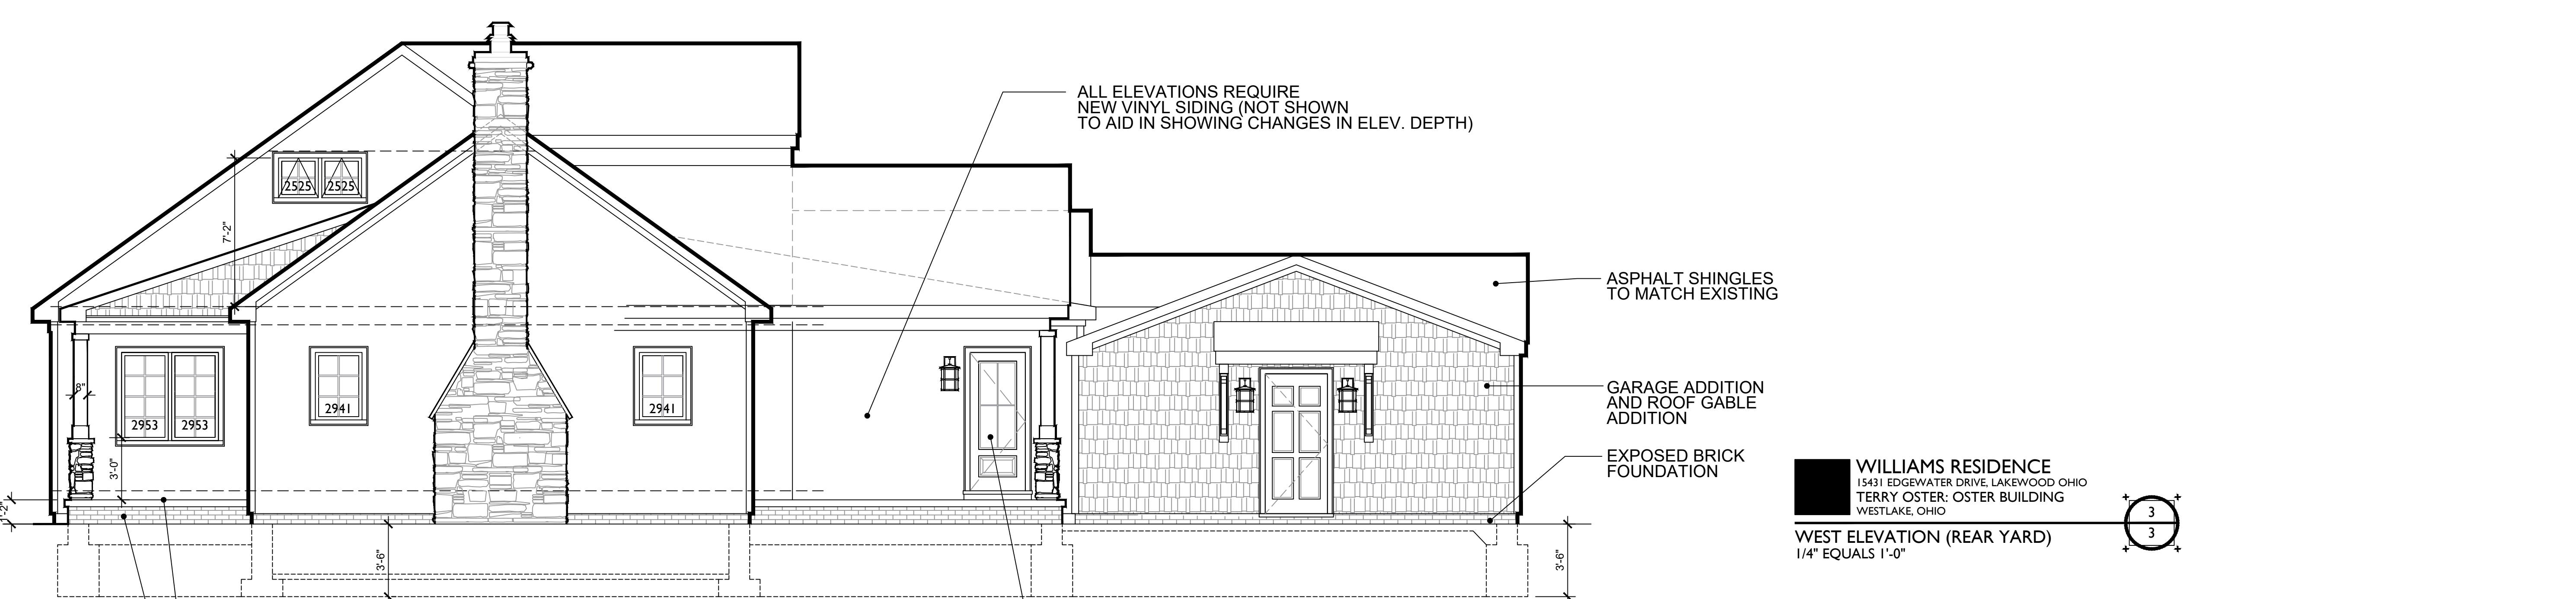 ALL ELEVATIONS REQUIRE
NEW VINYL SIDING (NOT SHOWN
TO AID IN SHOWING CHANGES IN ELEV. DEPTH)
2525
2525
7'-2"
ASPHALT SHINGLES
TO MATCH EXISTING
8"
2953
2953
2941
2941
GARAGE ADDITION
AND ROOF GABLE
ADDITION
3'-0"
EXPOSED BRICK
FOUNDATION
3'-6"
3'-6"
WILLIAMS RESIDENCE
15431 EDGEWATER DRIVE, LAKEWOOD OHIO
TERRY OSTER: OSTER BUILDING
WESTLAKE, OHIO
3
3
WEST ELEVATION (REAR YARD)
1/4" EQUALS 1'-0"